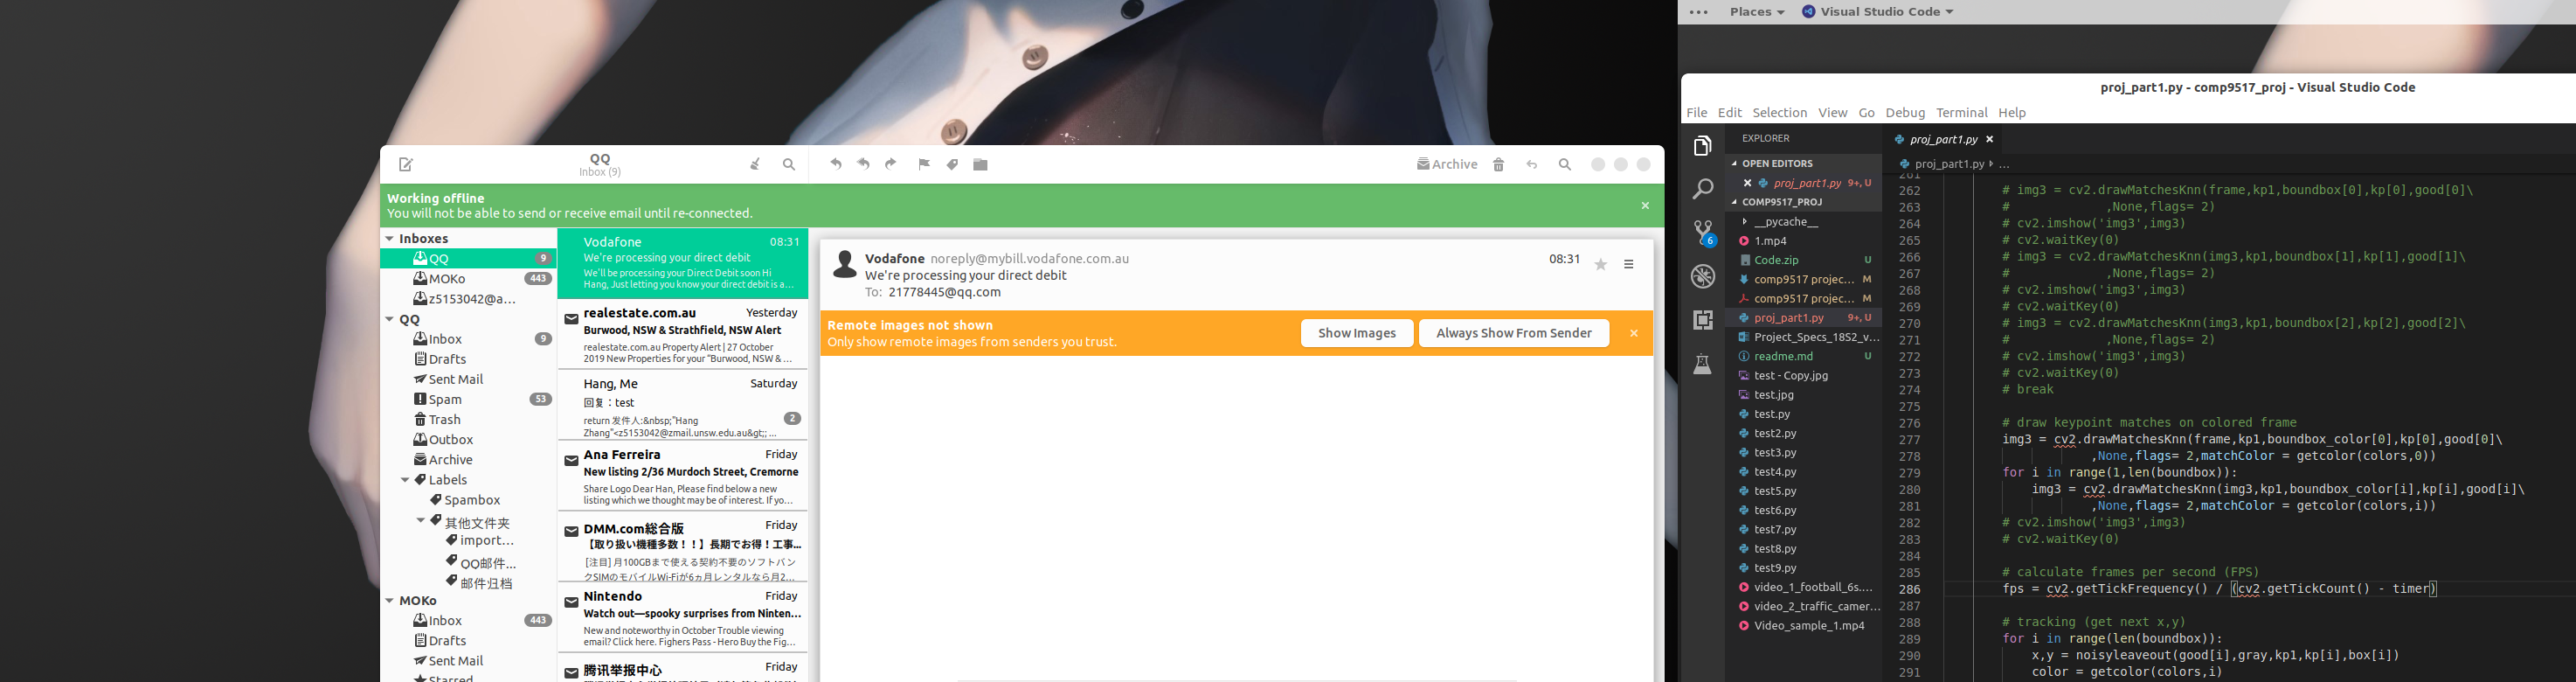 QQ
Inbox (9)
Archive
Working offline
You will not be able to send or receive email until re-connected.
Inboxes
QQ 9
MOKo 443
z5153042@a...
QQ
Inbox 9
Drafts
Sent Mail
Spam 53
Trash
Outbox
Archive
Labels
Spambox
其他文件夹
import...
QQ邮件...
邮件归档
MOKo
Inbox 443
Drafts
Sent Mail
Starred
Vodafone 08:31
We're processing your direct debit
We'll be processing your Direct Debit soon Hi
Hang, Just letting you know your direct debit is a...
realestate.com.au Yesterday
Burwood, NSW & Strathfield, NSW Alert
realestate.com.au Property Alert | 27 October
2019 New Properties for your "Burwood, NSW & ...
Hang, Me Saturday
回复：test
return 发件人:&nbsp;"Hang 2
Zhang"<z5153042@zmail.unsw.edu.au&gt;; ...
Ana Ferreira Friday
New listing 2/36 Murdoch Street, Cremorne
Share Logo Dear Han, Please find below a new
listing which we thought may be of interest. If yo...
DMM.com総合版 Friday
【取り扱い機種多数！！】長期でお得！工事...
[注目] 月100GBまで使える契約不要のソフトバン
クSIMのモバイルWi-Fiが6ヵ月レンタルなら月2...
Nintendo Friday
Watch out—spooky surprises from Ninten...
New and noteworthy in October Trouble viewing
email? Click here. Fighers Pass - Hero Buy the Fig...
腾讯举报中心 Friday
Vodafone noreply@mybill.vodafone.com.au 08:31
We're processing your direct debit
To: 21778445@qq.com
Remote images not shown
Only show remote images from senders you trust.
Show Images
Always Show From Sender
Places
Visual Studio Code
proj_part1.py - comp9517_proj - Visual Studio Code
File Edit Selection View Go Debug Terminal Help
EXPLORER
OPEN EDITORS
proj_part1.py 9+, U
COMP9517_PROJ
__pycache__
1.mp4
Code.zip U
comp9517 projec... M
comp9517 projec... M
proj_part1.py 9+, U
Project_Specs_18S2_v...
readme.md U
test - Copy.jpg
test.jpg
test.py
test2.py
test3.py
test4.py
test5.py
test6.py
test7.py
test8.py
test9.py
video_1_football_6s....
video_2_traffic_camer...
Video_sample_1.mp4
6
proj_part1.py
proj_part1.py ...
261
262 # img3 = cv2.drawMatchesKnn(frame,kp1,boundbox[0],kp[0],good[0]\
263 # ,None,flags= 2)
264 # cv2.imshow('img3',img3)
265 # cv2.waitKey(0)
266 # img3 = cv2.drawMatchesKnn(img3,kp1,boundbox[1],kp[1],good[1]\
267 # ,None,flags= 2)
268 # cv2.imshow('img3',img3)
269 # cv2.waitKey(0)
270 # img3 = cv2.drawMatchesKnn(img3,kp1,boundbox[2],kp[2],good[2]\
271 # ,None,flags= 2)
272 # cv2.imshow('img3',img3)
273 # cv2.waitKey(0)
274 # break
275
276 # draw keypoint matches on colored frame
277 img3 = cv2.drawMatchesKnn(frame,kp1,boundbox_color[0],kp[0],good[0]\
278 ,None,flags= 2,matchColor = getcolor(colors,0))
279 for i in range(1,len(boundbox)):
280 img3 = cv2.drawMatchesKnn(img3,kp1,boundbox_color[i],kp[i],good[i]\
281 ,None,flags= 2,matchColor = getcolor(colors,i))
282 # cv2.imshow('img3',img3)
283 # cv2.waitKey(0)
284
285 # calculate frames per second (FPS)
286 fps = cv2.getTickFrequency() / (cv2.getTickCount() - timer)
287
288 # tracking (get next x,y)
289 for i in range(len(boundbox)):
290 x,y = noisyleaveout(good[i],gray,kp1,kp[i],box[i])
291 color = getcolor(colors,i)